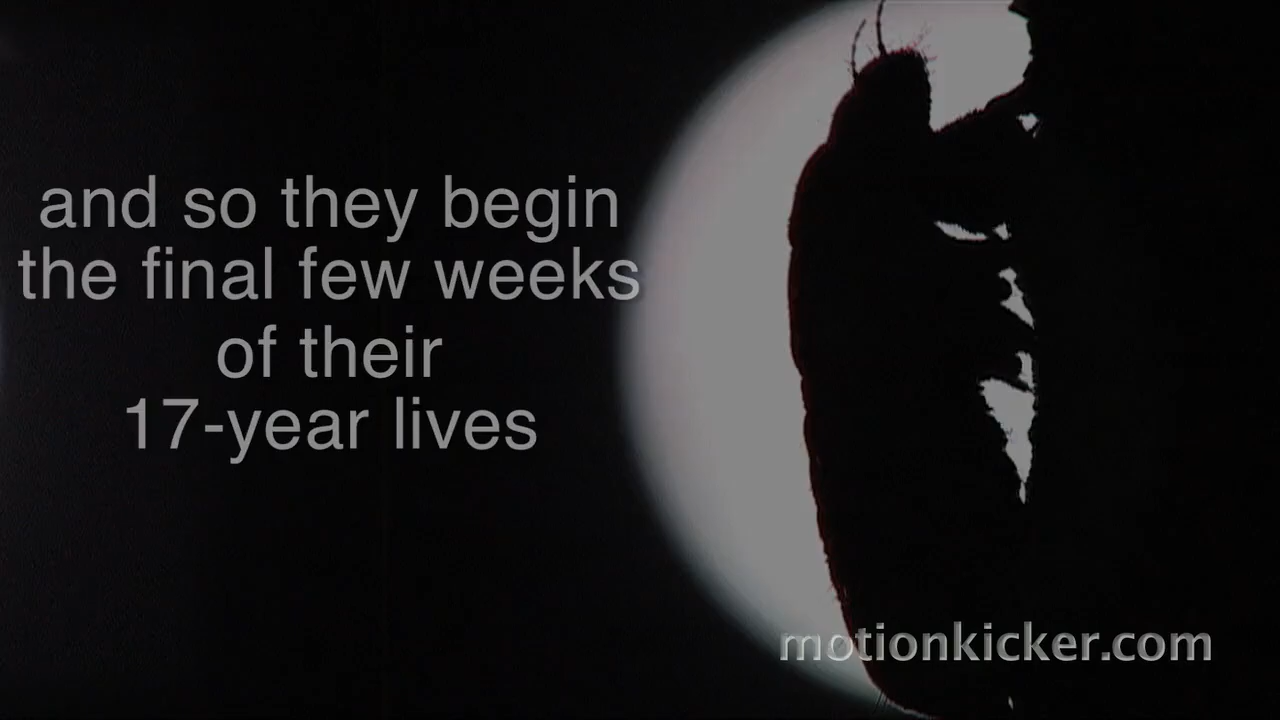 and so they begin
the final few weeks
of their
17-year lives
motionkicker.com